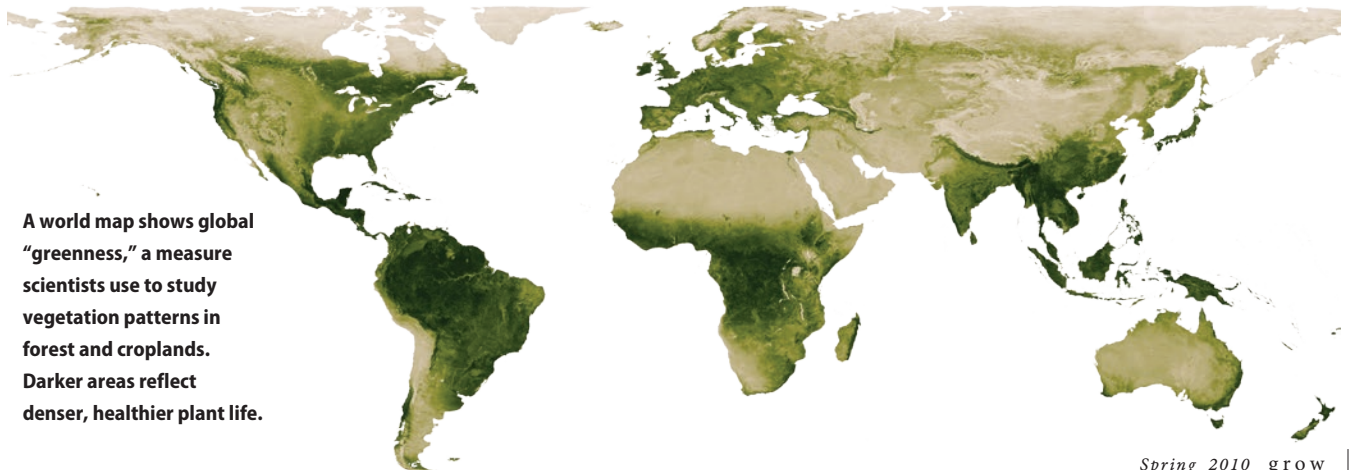 A world map shows global
“greenness,” a measure
scientists use to study
vegetation patterns in
forest and croplands.
Darker areas reflect
denser, healthier plant life.
Spring 2010 grow